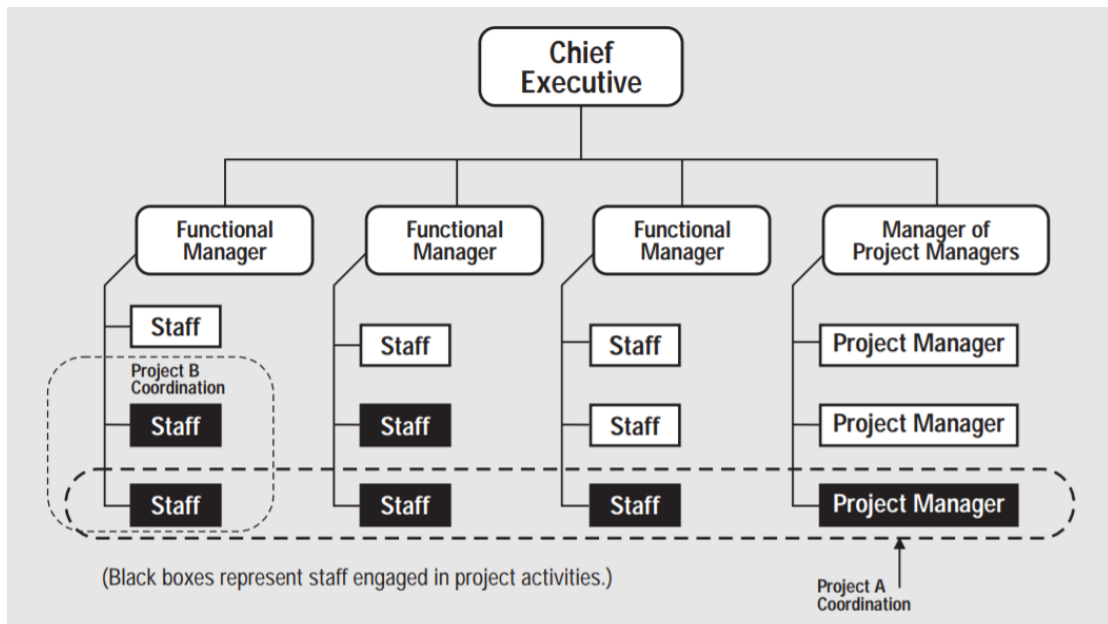 Chief
Executive
Functional
Manager
Functional
Manager
Functional
Manager
Manager of
Project Managers
Staff
Staff
Staff
Project Manager
Project B
Coordination
Staff
Staff
Staff
Project Manager
Staff
Staff
Staff
Project Manager
(Black boxes represent staff engaged in project activities.)
Project A
Coordination